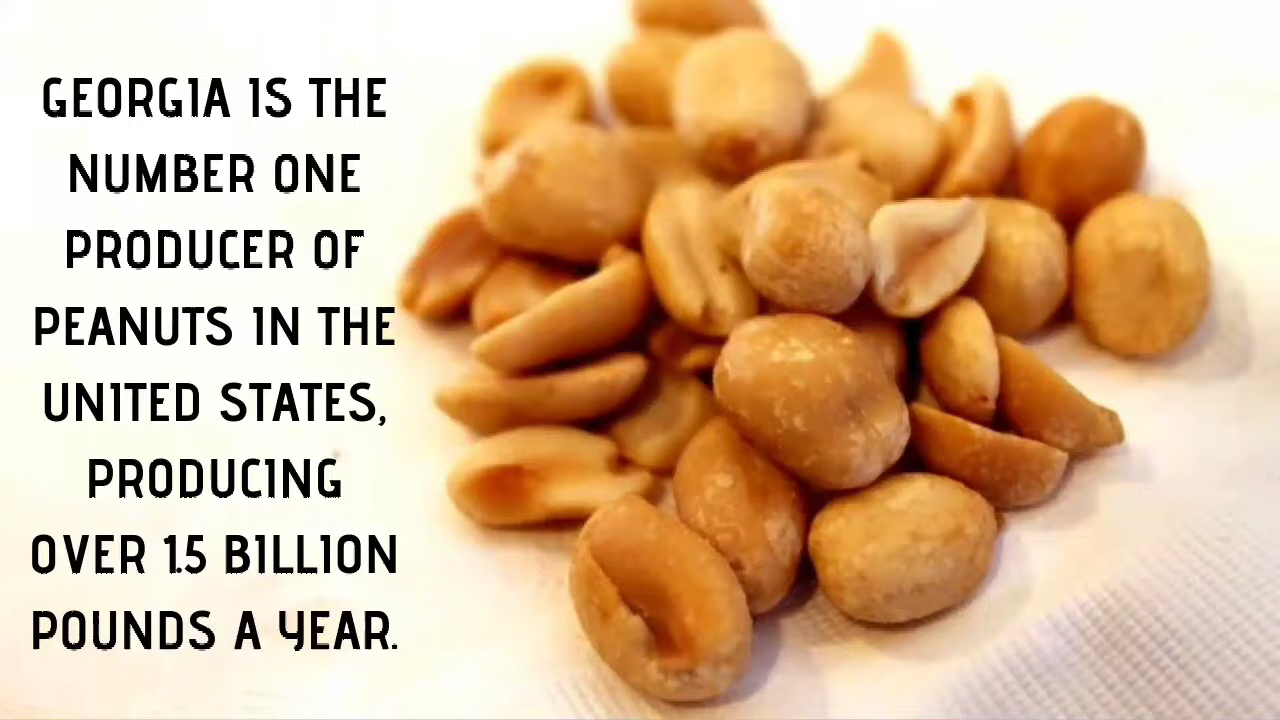 GEORGIA IS THE
NUMBER ONE
PRODUCER OF
PEANUTS IN THE
UNITED STATES,
PRODUCING
OVER 1.5 BILLION
POUNDS A YEAR.